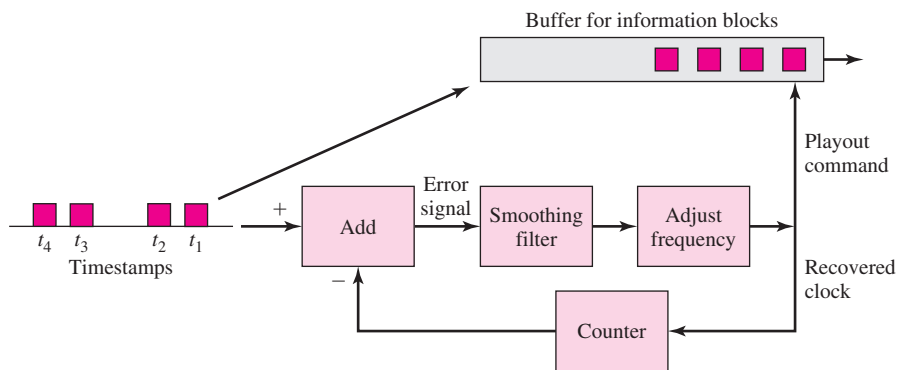 Buffer for information blocks
Playout
command
Error
signal
+
Add
Smoothing
filter
Adjust
frequency
t4 t3 t2 t1
Timestamps
−
Recovered
clock
Counter